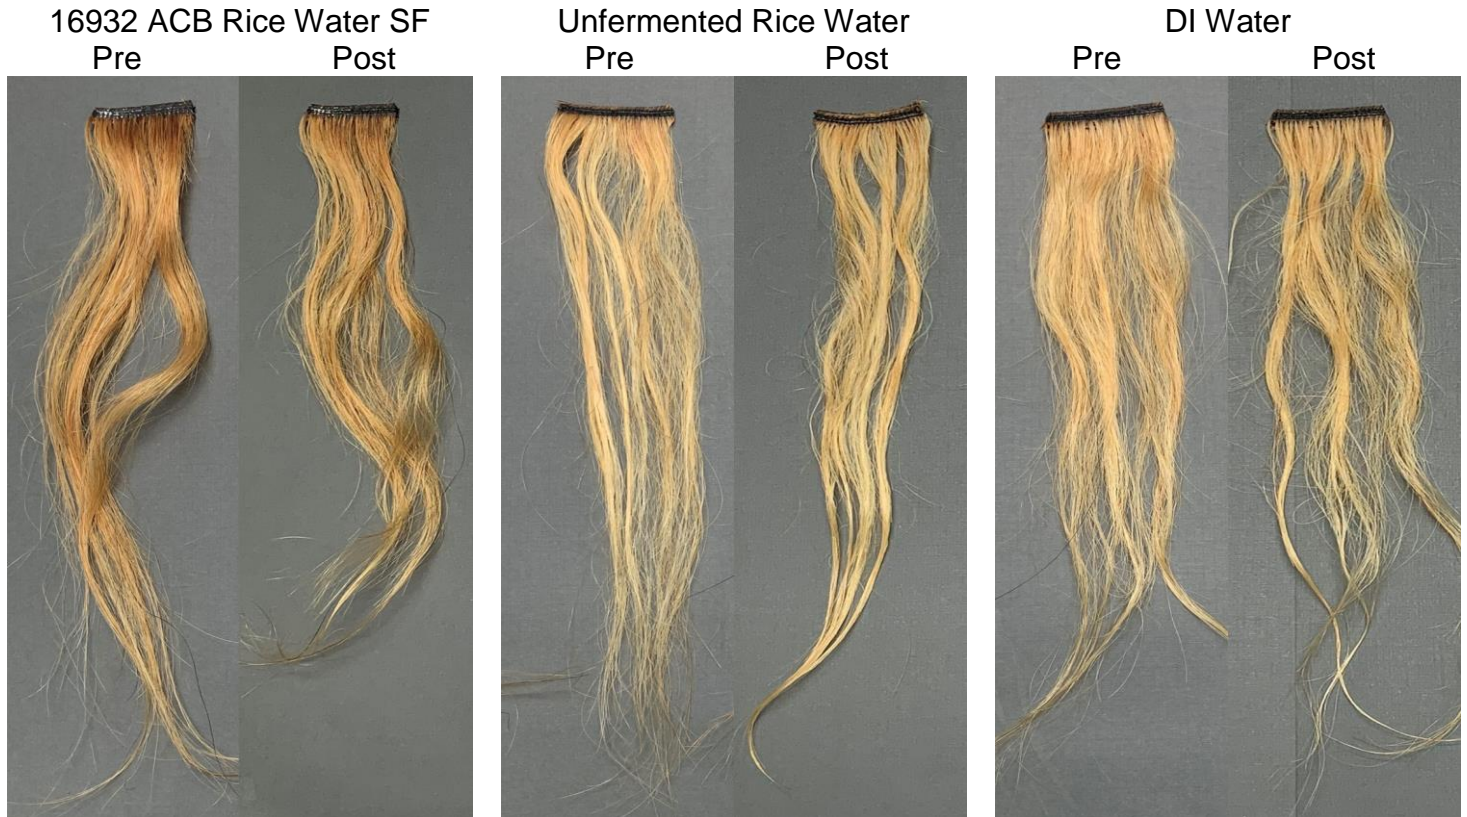 16932 ACB Rice Water SF
Pre Post
Unfermented Rice Water
Pre Post
DI Water
Pre Post